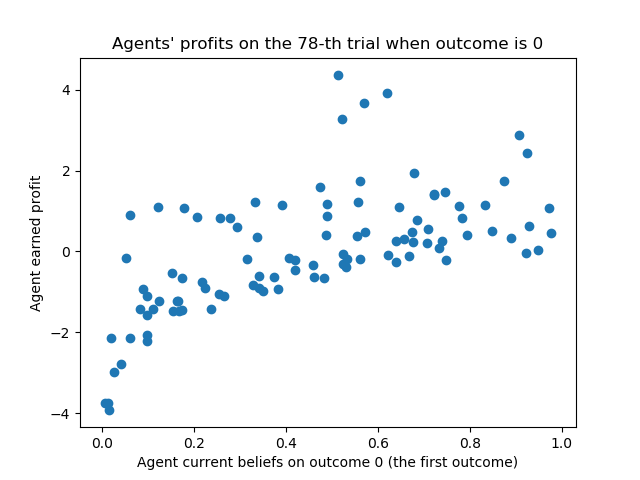 Agents' profits on the 78-th trial when outcome is 0
Agent earned profit
4
2
0
−2
−4
0.0 0.2 0.4 0.6 0.8 1.0
Agent current beliefs on outcome 0 (the first outcome)